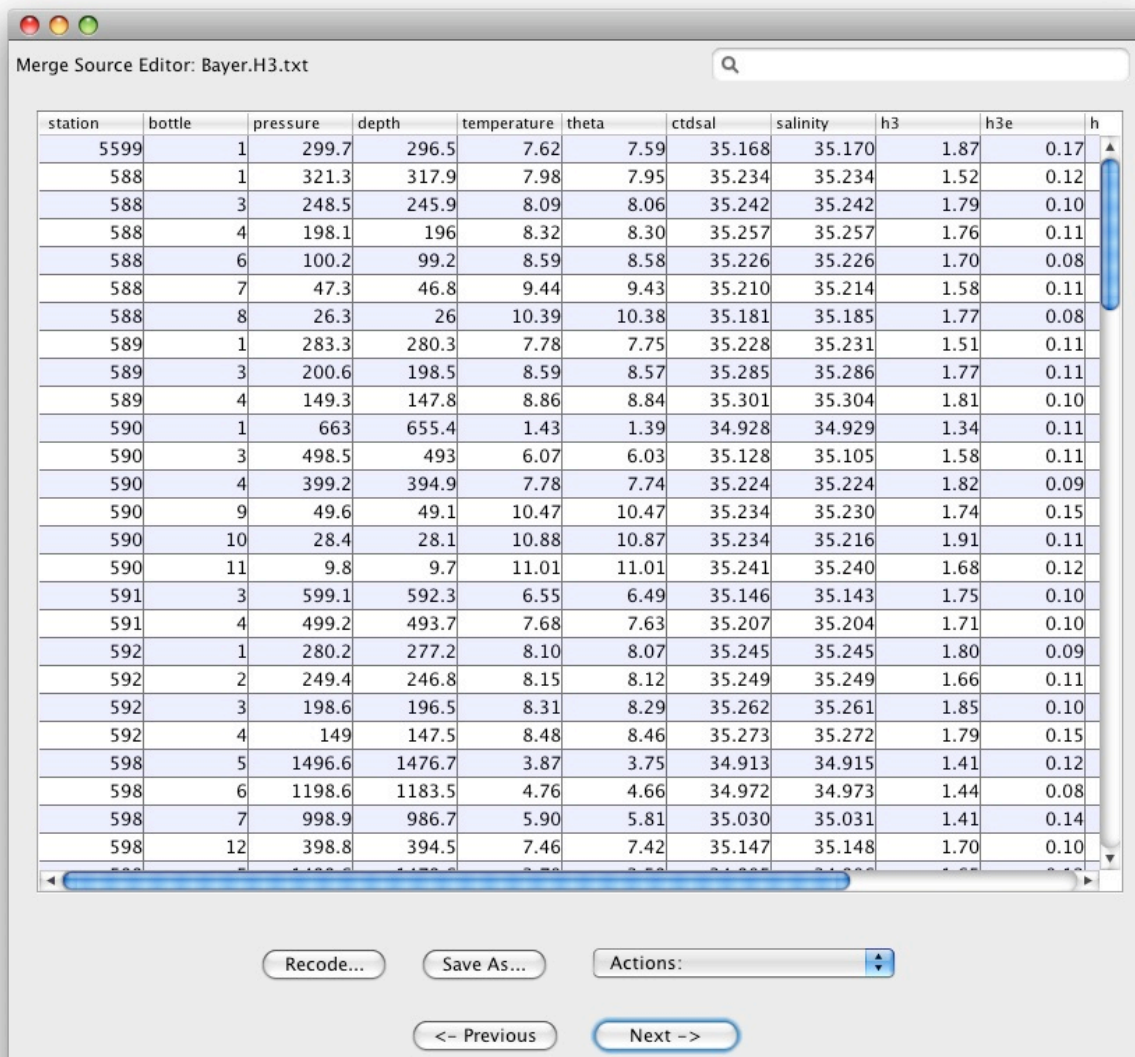 Merge Source Editor: Bayer.H3.txt
station bottle pressure depth temperature theta ctdsal salinity h3 h3e h
5599 1 299.7 296.5 7.62 7.59 35.168 35.170 1.87 0.17
588 1 321.3 317.9 7.98 7.95 35.234 35.234 1.52 0.12
588 3 248.5 245.9 8.09 8.06 35.242 35.242 1.79 0.10
588 4 198.1 196 8.32 8.30 35.257 35.257 1.76 0.11
588 6 100.2 99.2 8.59 8.58 35.226 35.226 1.70 0.08
588 7 47.3 46.8 9.44 9.43 35.210 35.214 1.58 0.11
588 8 26.3 26 10.39 10.38 35.181 35.185 1.77 0.08
589 1 283.3 280.3 7.78 7.75 35.228 35.231 1.51 0.11
589 3 200.6 198.5 8.59 8.57 35.285 35.286 1.77 0.11
589 4 149.3 147.8 8.86 8.84 35.301 35.304 1.81 0.10
590 1 663 655.4 1.43 1.39 34.928 34.929 1.34 0.11
590 3 498.5 493 6.07 6.03 35.128 35.105 1.58 0.11
590 4 399.2 394.9 7.78 7.74 35.224 35.224 1.82 0.09
590 9 49.6 49.1 10.47 10.47 35.234 35.230 1.74 0.15
590 10 28.4 28.1 10.88 10.87 35.234 35.216 1.91 0.11
590 11 9.8 9.7 11.01 11.01 35.241 35.240 1.68 0.12
591 3 599.1 592.3 6.55 6.49 35.146 35.143 1.75 0.10
591 4 499.2 493.7 7.68 7.63 35.207 35.204 1.71 0.10
592 1 280.2 277.2 8.10 8.07 35.245 35.245 1.80 0.09
592 2 249.4 246.8 8.15 8.12 35.249 35.249 1.66 0.11
592 3 198.6 196.5 8.31 8.29 35.262 35.261 1.85 0.10
592 4 149 147.5 8.48 8.46 35.273 35.272 1.79 0.15
598 5 1496.6 1476.7 3.87 3.75 34.913 34.915 1.41 0.12
598 6 1198.6 1183.5 4.76 4.66 34.972 34.973 1.44 0.08
598 7 998.9 986.7 5.90 5.81 35.030 35.031 1.41 0.14
598 12 398.8 394.5 7.46 7.42 35.147 35.148 1.70 0.10
Recode... Save As... Actions:
<- Previous Next ->